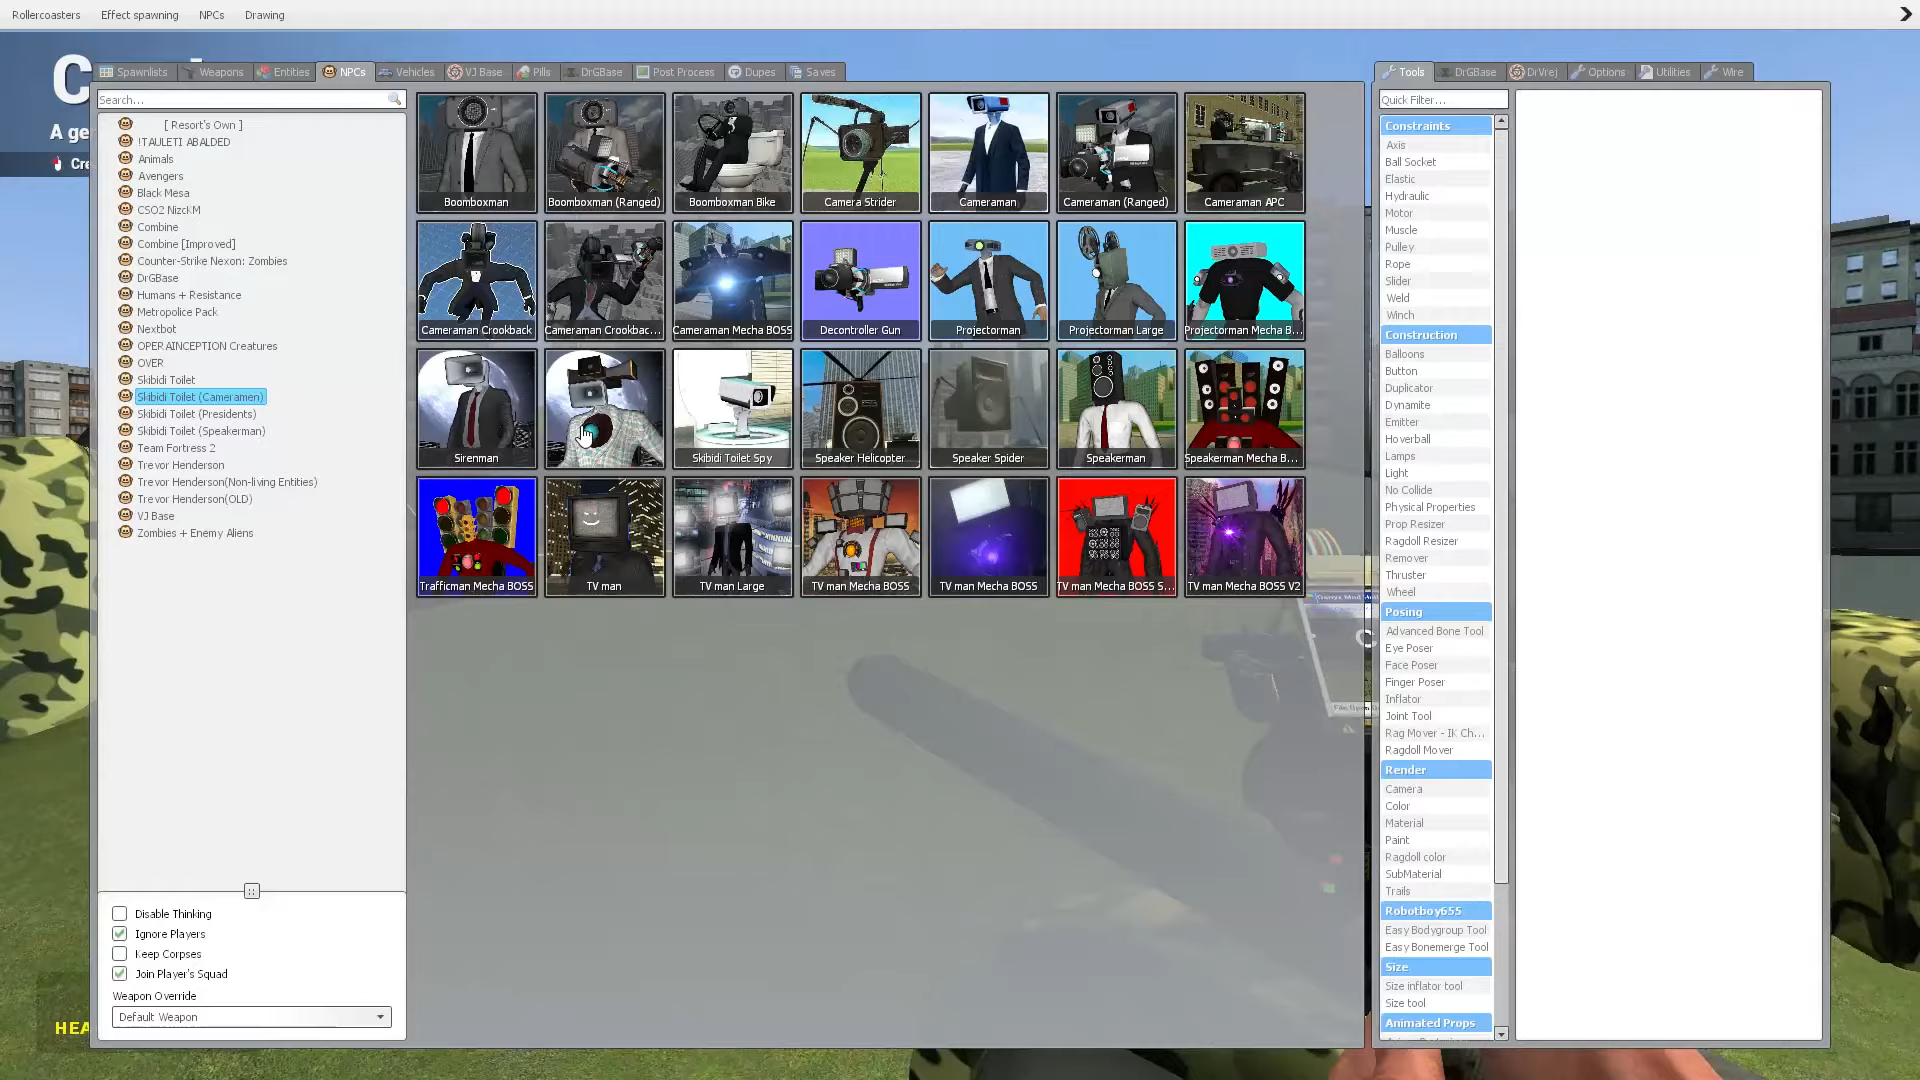 Rollercoasters Effect spawning NPCs Drawing
C
A ge
Cre
Spawnlists Weapons Entities NPCs Vehicles VJ Base Pills DrGBase Post Process Dupes Saves
Search...
[ Resort's Own ]
!TAULETI ABALDED
Animals
Avengers
Black Mesa
CSO2 NizcKM
Combine
Combine [Improved]
Counter-Strike Nexon: Zombies
DrGBase
Humans + Resistance
Metropolice Pack
Nextbot
OPERAINCEPTION Creatures
OVER
Skibidi Toilet
Skibidi Toilet (Cameramen)
Skibidi Toilet (Presidents)
Skibidi Toilet (Speakerman)
Team Fortress 2
Trevor Henderson
Trevor Henderson(Non-living Entities)
Trevor Henderson(OLD)
VJ Base
Zombies + Enemy Aliens
Disable Thinking
Ignore Players
Keep Corpses
Join Player's Squad
Weapon Override
Default Weapon
HEA
Boomboxman Boomboxman (Ranged) Boomboxman Bike Camera Strider Cameraman Cameraman (Ranged) Cameraman APC
Cameraman Crookback Cameraman Crookbac... Cameraman Mecha BOSS Decontroller Gun Projectorman Projectorman Large Projectorman Mecha B...
Sirenman Skibidi Toilet Spy Speaker Helicopter Speaker Spider Speakerman Speakerman Mecha B...
Trafficman Mecha BOSS TV man TV man Large TV man Mecha BOSS TV man Mecha BOSS TV man Mecha BOSS S... TV man Mecha BOSS V2
Tools DrGBase DrVrej Options Utilities Wire
Quick Filter...
Constraints
Axis
Ball Socket
Elastic
Hydraulic
Motor
Muscle
Pulley
Rope
Slider
Weld
Winch
Construction
Balloons
Button
Duplicator
Dynamite
Emitter
Hoverball
Lamps
Light
No Collide
Physical Properties
Prop Resizer
Ragdoll Resizer
Remover
Thruster
Wheel
Posing
Advanced Bone Tool
Eye Poser
Face Poser
Finger Poser
Inflator
Joint Tool
Rag Mover - IK Ch...
Ragdoll Mover
Render
Camera
Color
Material
Paint
Ragdoll color
SubMaterial
Trails
Robotboy655
Easy Bodygroup Tool
Easy Bonemerge Tool
Size
Size inflator tool
Size tool
Animated Props